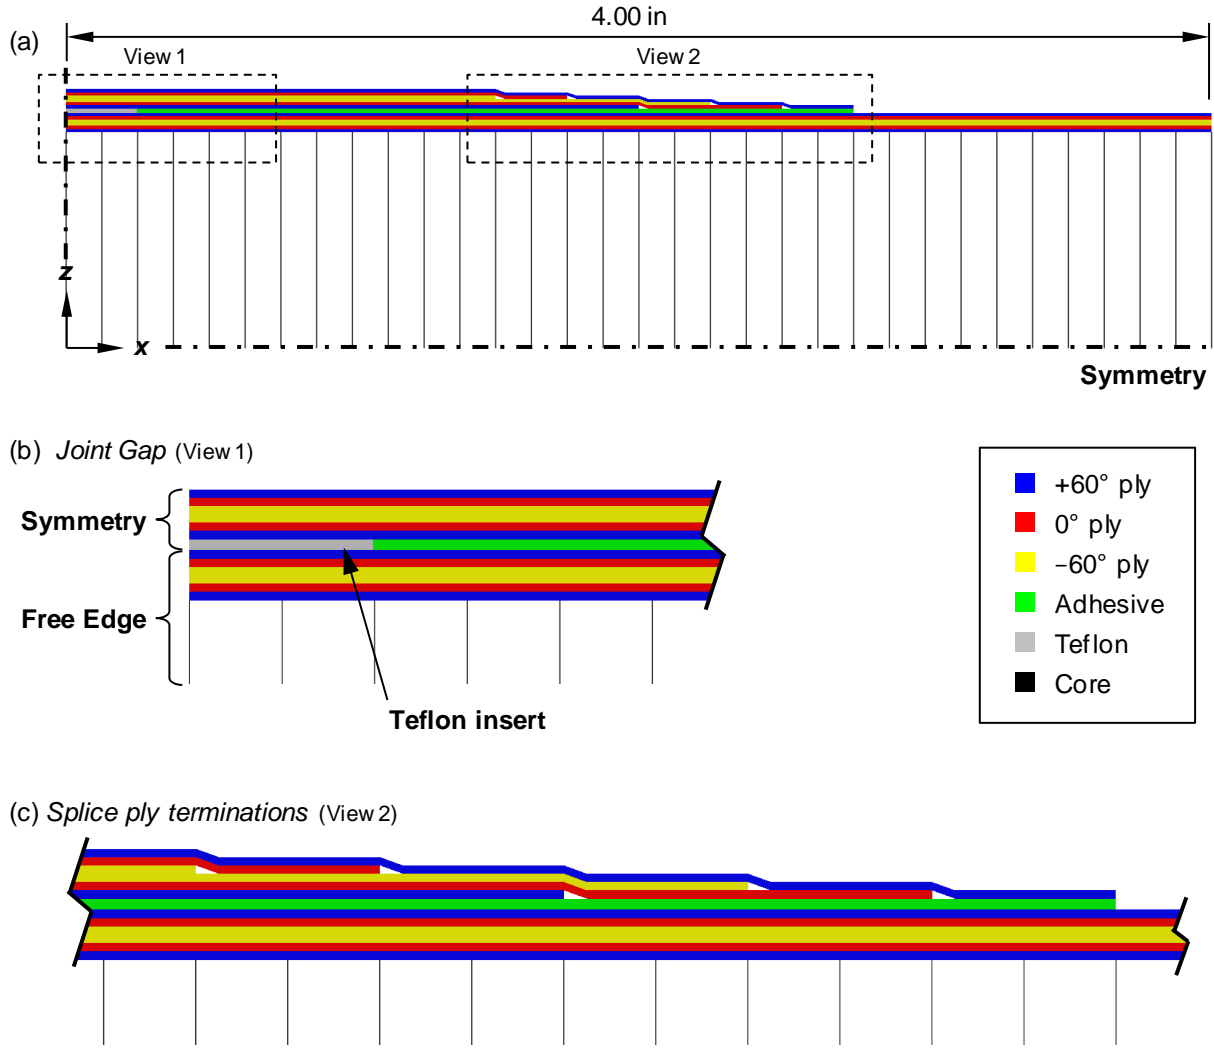 4.00 in
(a)
View 1
View 2
z
x
Symmetry
(b) Joint Gap (View 1)
Symmetry
Free Edge
Teflon insert
+60° ply
0° ply
−60° ply
Adhesive
Teflon
Core
(c) Splice ply terminations (View 2)